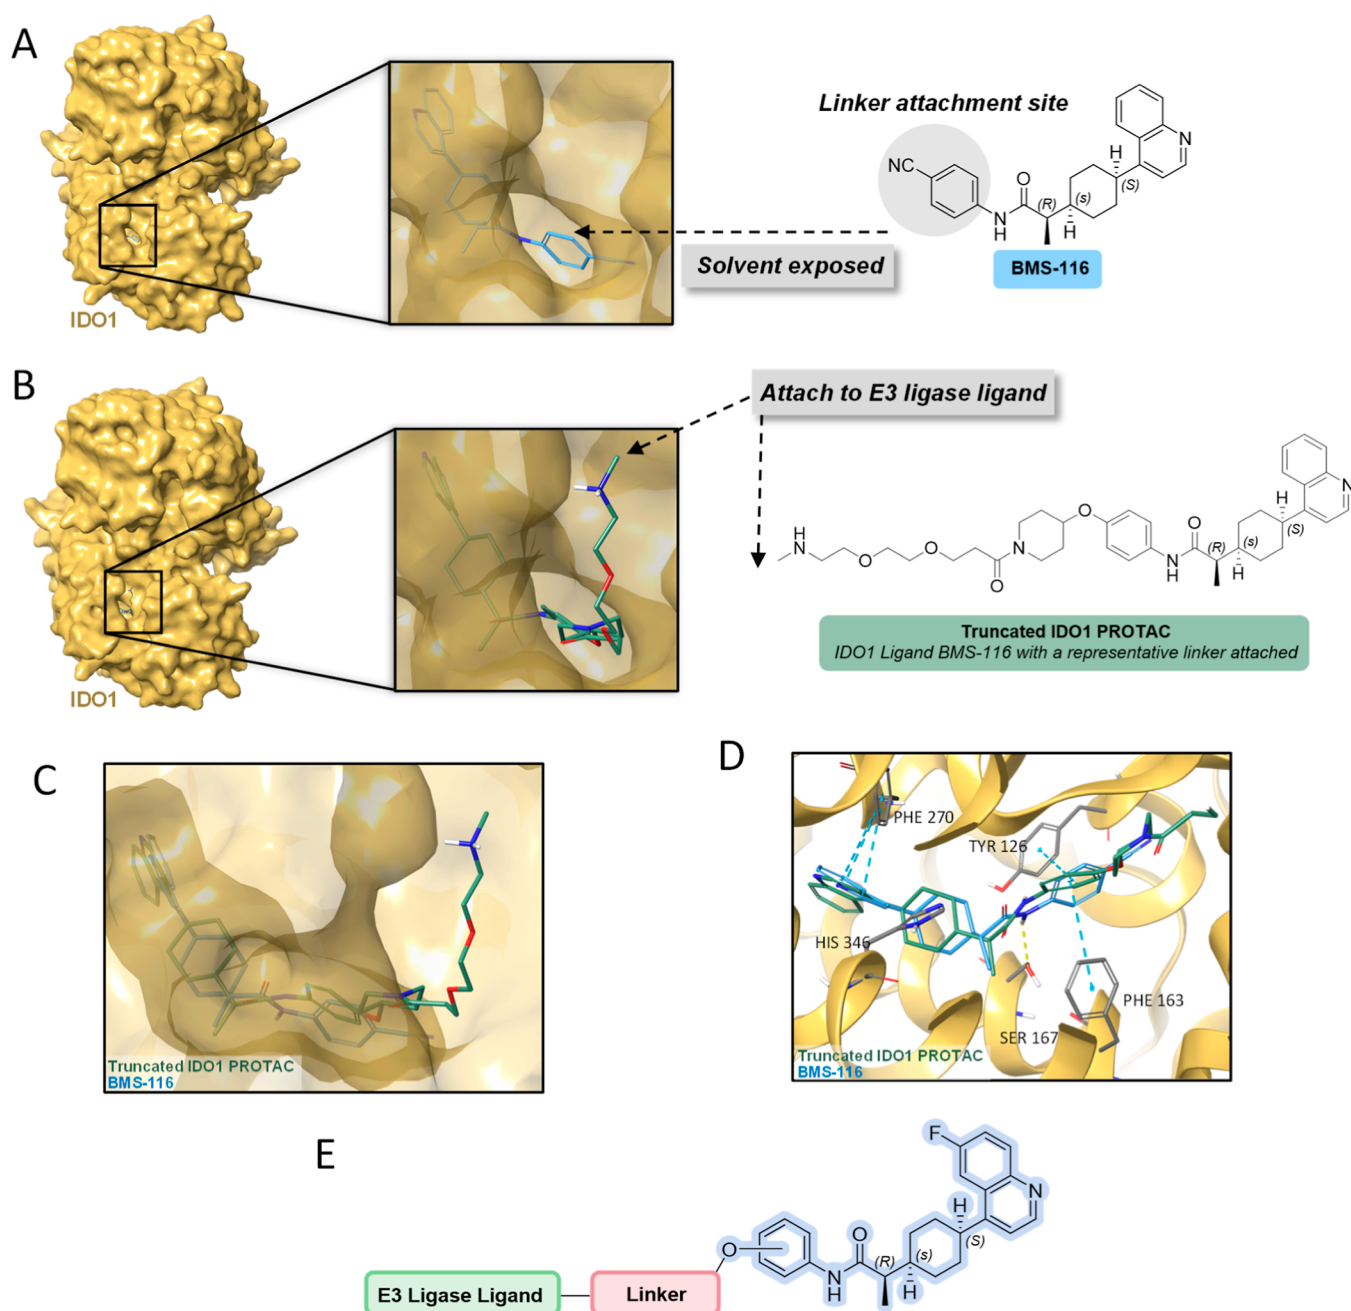 A
Linker attachment site
NC
O
N
H
(R)
(s)
H
H
(S)
N
Solvent exposed
BMS-116
IDO1
B
Attach to E3 ligase ligand
H
N
O
O
O
N
O
O
N
H
(R)
(s)
H
H
(S)
N
Truncated IDO1 PROTAC
IDO1 Ligand BMS-116 with a representative linker attached
IDO1
C
Truncated IDO1 PROTAC
BMS-116
D
PHE 270
TYR 126
HIS 346
PHE 163
SER 167
Truncated IDO1 PROTAC
BMS-116
E
F
N
H
(S)
O
O
(R)
(s)
N
H
H
E3 Ligase Ligand
Linker